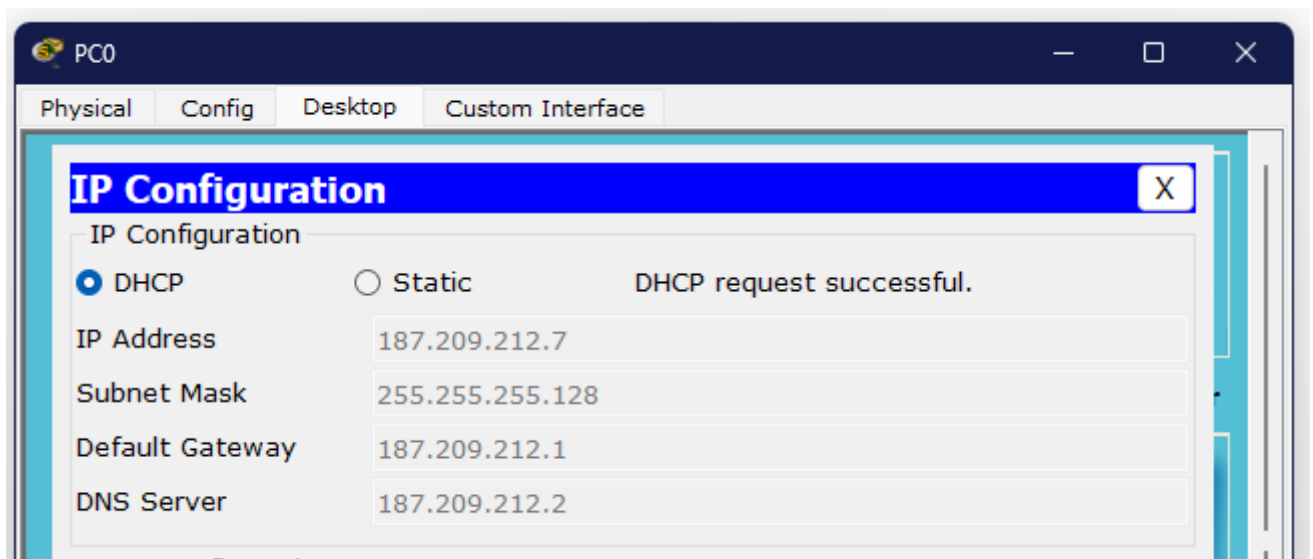 PC0
Physical Config Desktop Custom Interface
IP Configuration X
IP Configuration
DHCP Static DHCP request successful.
IP Address 187.209.212.7
Subnet Mask 255.255.255.128
Default Gateway 187.209.212.1
DNS Server 187.209.212.2